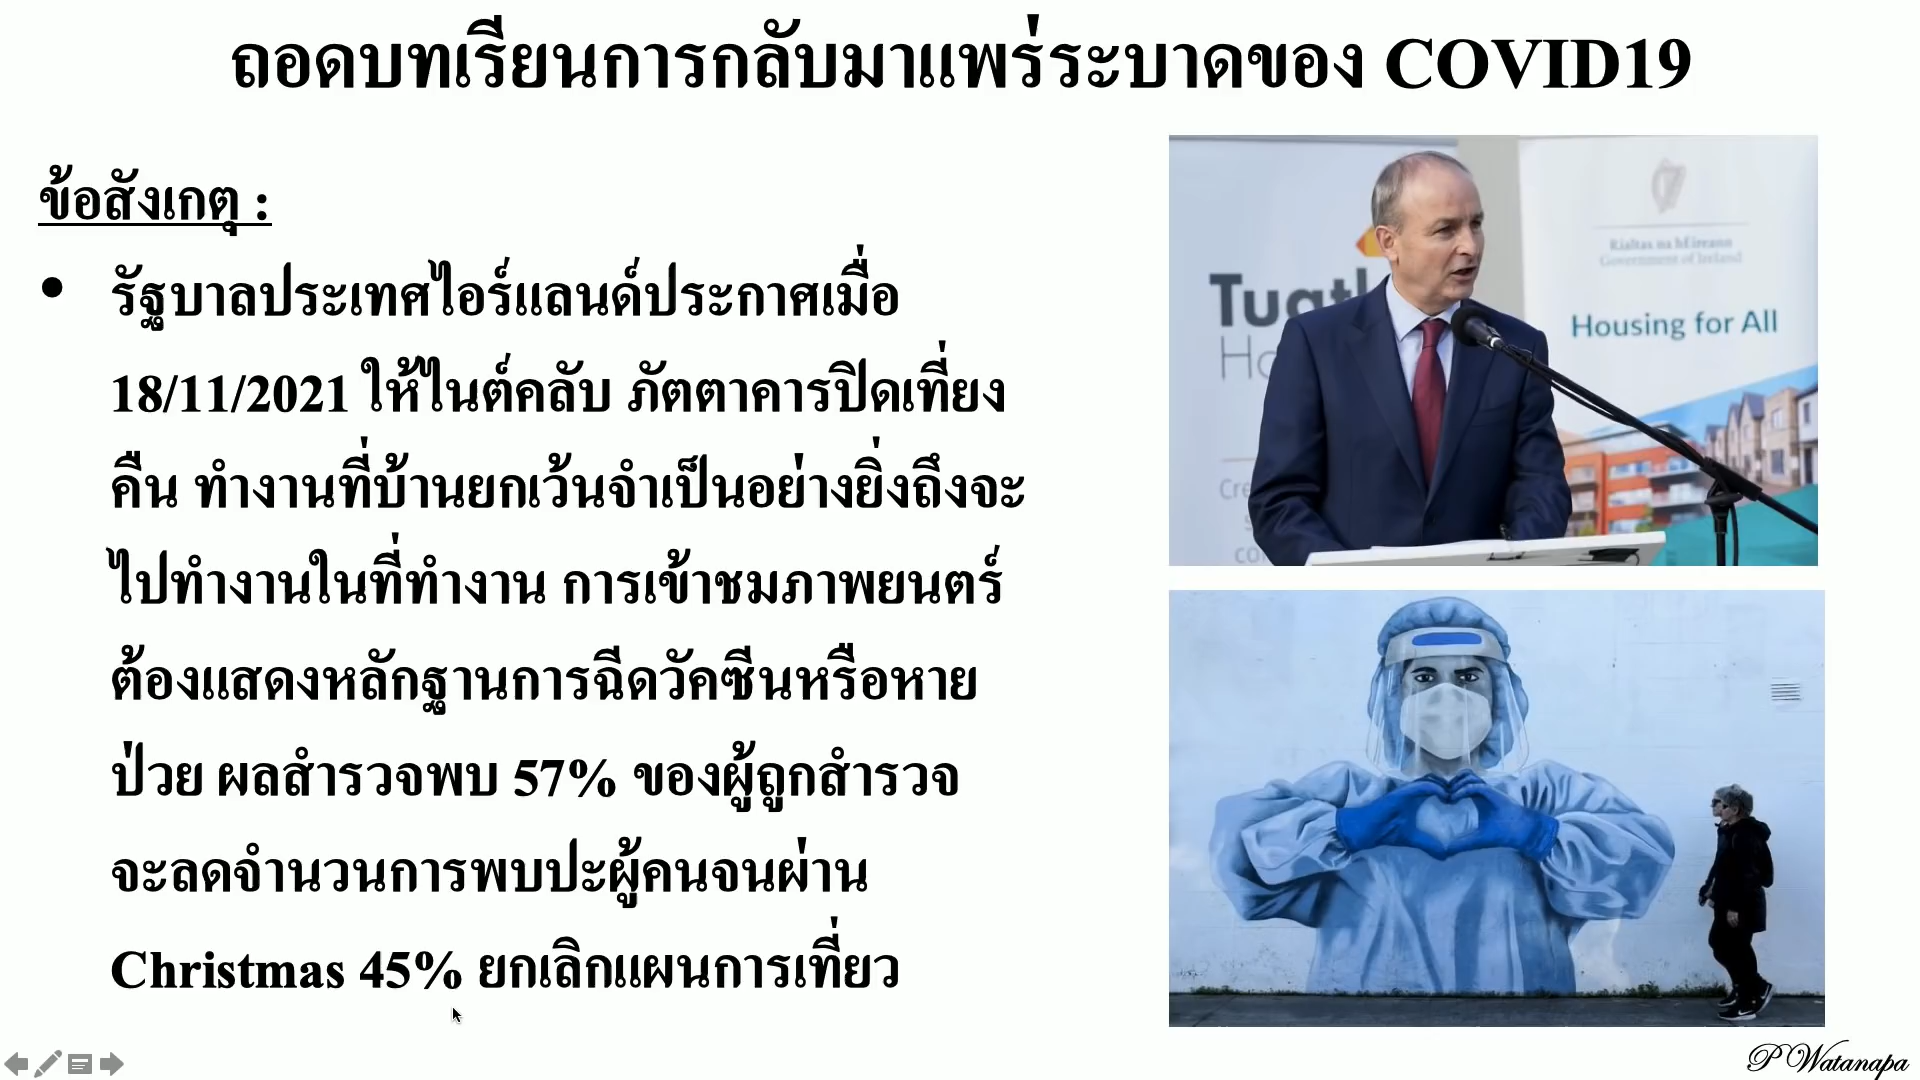 ถอดบทเรียนการกลับมาแพร่ระบาดของ COVID19
ข้อสังเกตุ :
• รัฐบาลประเทศไอร์แลนด์ประกาศเมื่อ
18/11/2021 ให้ไนต์คลับ ภัตตาคารปิดเที่ยง
คืน ทำงานที่บ้านยกเว้นจำเป็นอย่างยิ่งถึงจะ
ไปทำงานในที่ทำงาน การเข้าชมภาพยนตร์
ต้องแสดงหลักฐานการฉีดวัคซีนหรือหาย
ป่วย ผลสำรวจพบ 57% ของผู้ถูกสำรวจ
จะลดจำนวนการพบปะผู้คนจนผ่าน
Christmas 45% ยกเลิกแผนการเที่ยว
Rialtas na hÉireann
Government of Ireland
Housing for All
P Watanapa